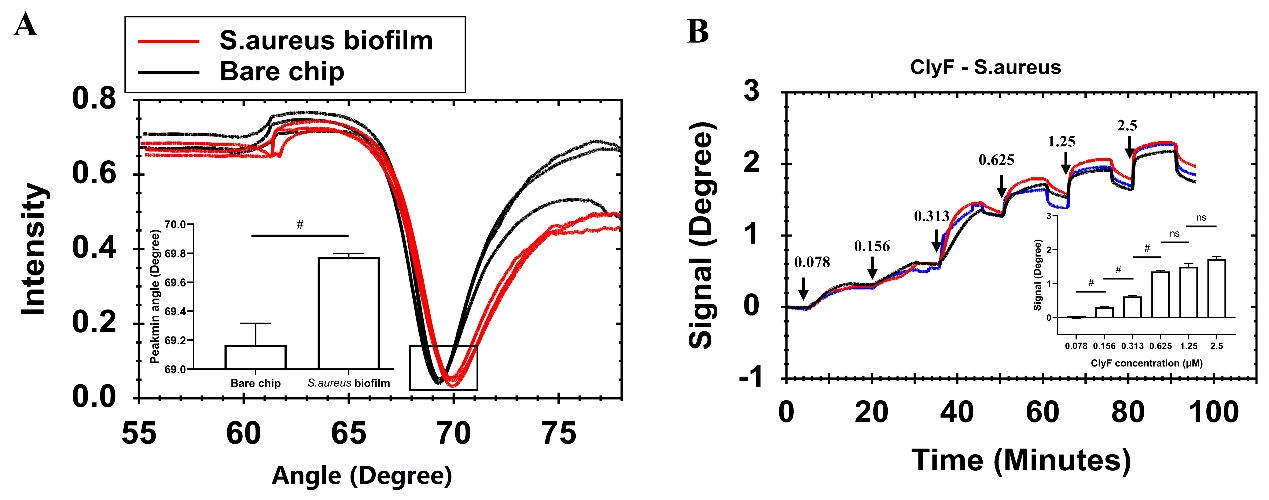 A
S.aureus biofilm
Bare chip
0.8
0.6
0.4
0.2
0.0
Intensity
55
60
65
70
75
Angle (Degree)
70.0
69.8
69.6
69.4
69.2
69.0
Peakmin angle (Degree)
#
Bare chip
S.aureus biofilm
B
ClyF - S.aureus
3
2
1
0
-1
Signal (Degree)
0.078
0.156
0.313
0.625
1.25
2.5
0
20
40
60
80
100
Time (Minutes)
3
2
1
0
Signal (Degree)
#
#
#
ns
ns
0.078
0.156
0.313
0.625
1.25
2.5
ClyF concentration (μM)